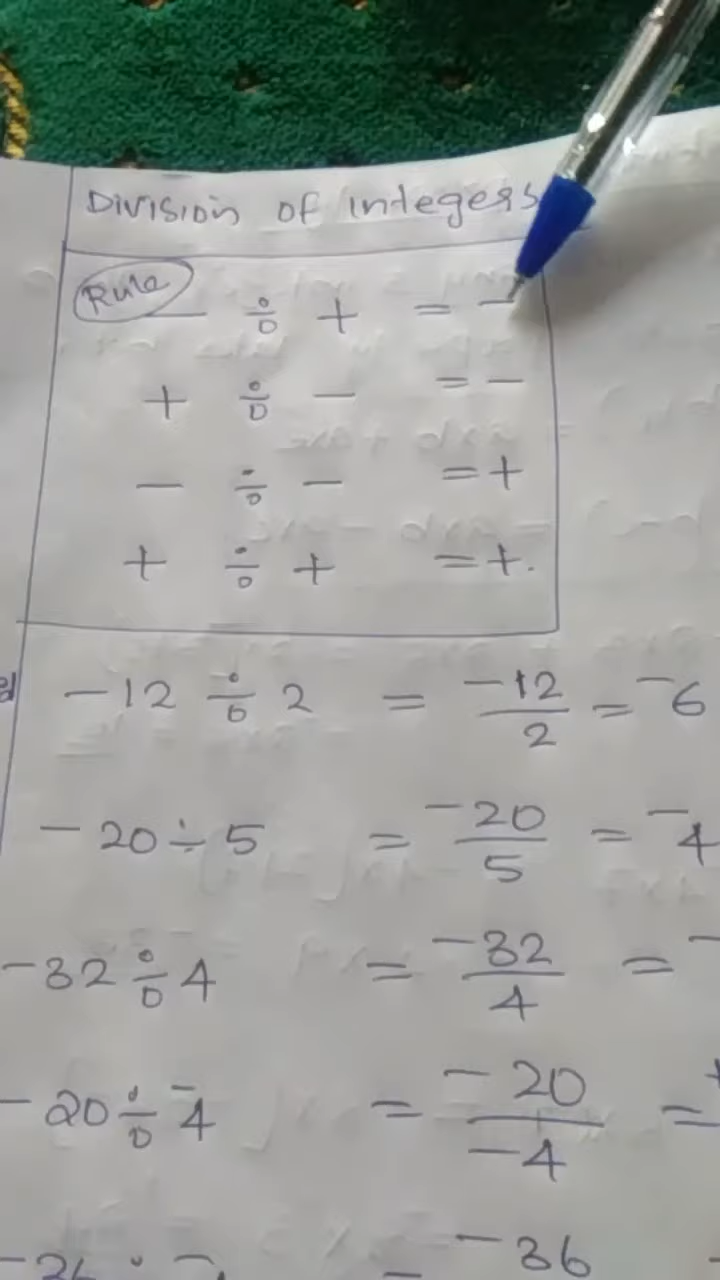 Division of integers
Rule
− ÷ + = −
+ ÷ − = −
− ÷ − = +
+ ÷ + = +.
−12 ÷ 2 = −12/2 = −6
−20 ÷ 5 = −20/5 = −4
−32 ÷ 4 = −32/4 = −
−20 ÷ −4 = −20/−4 = +
−36